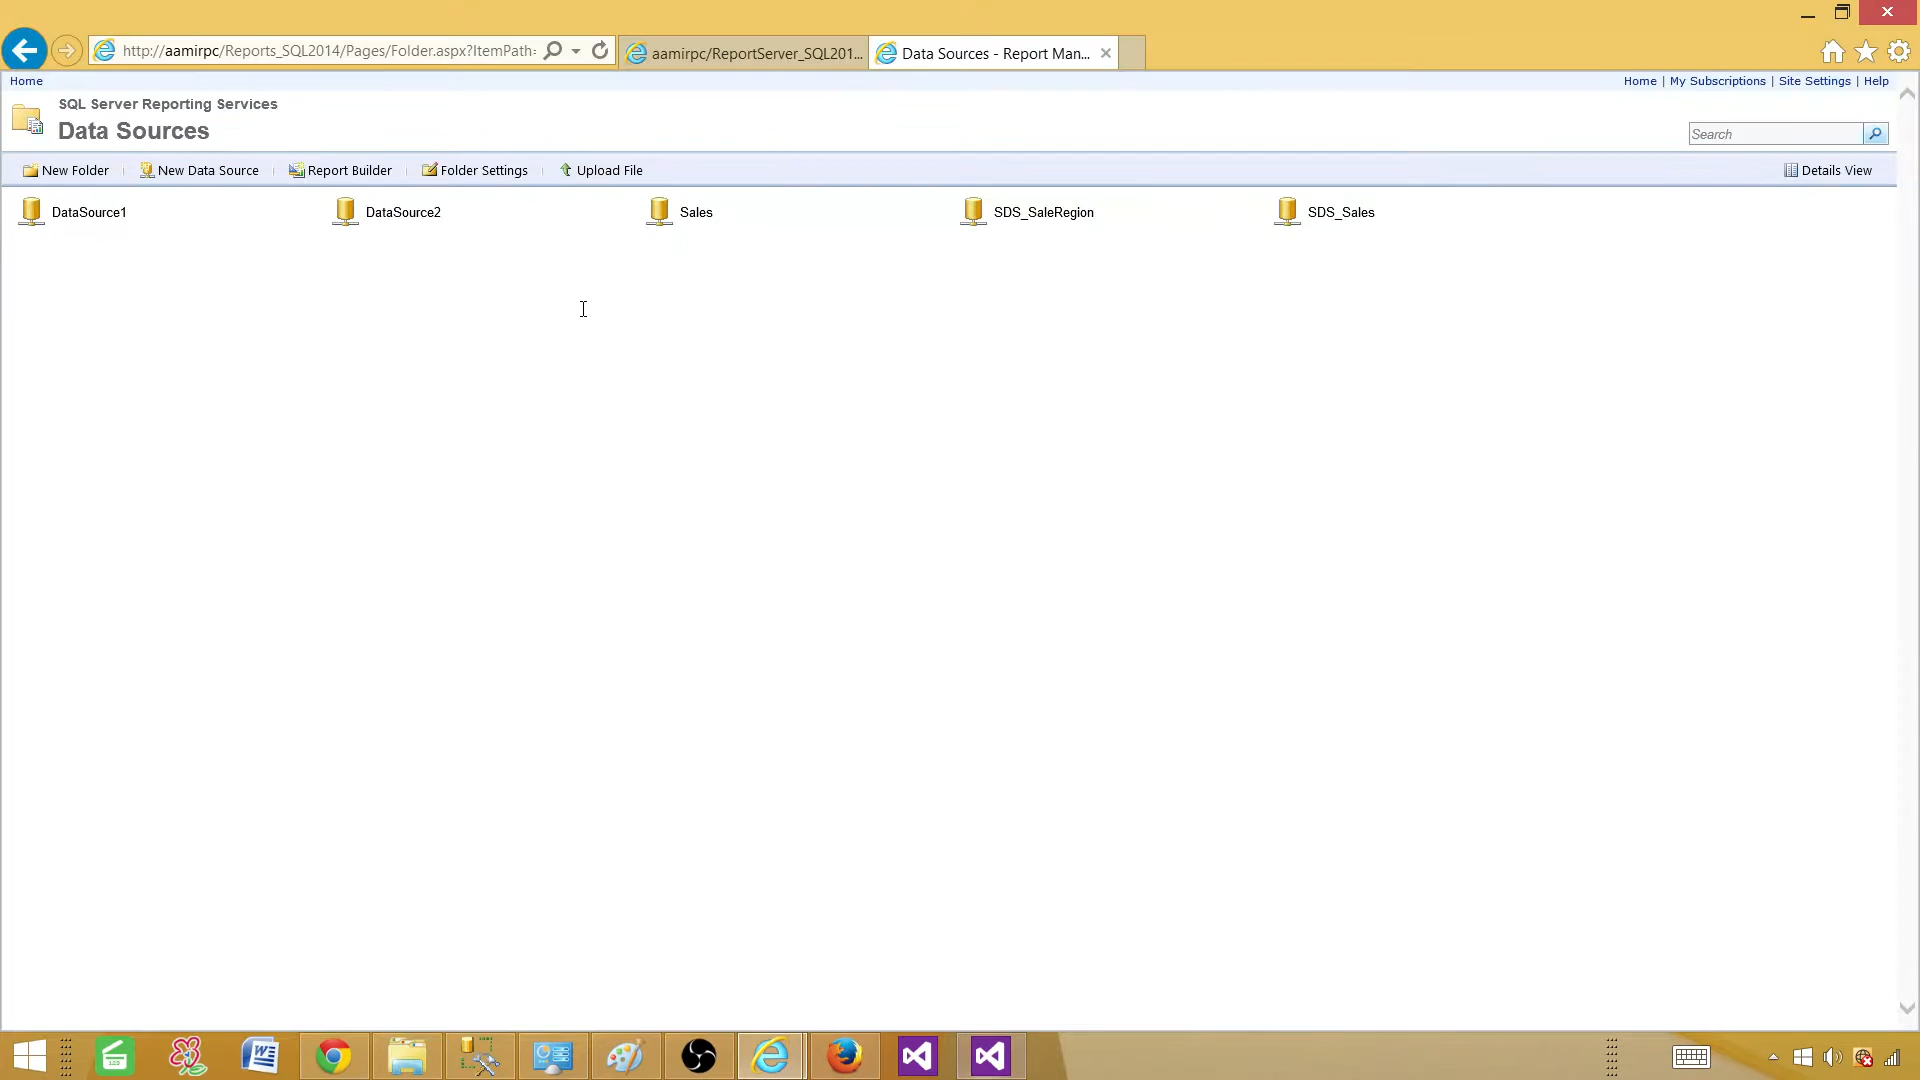 http://aamirpc/Reports_SQL2014/Pages/Folder.aspx?ItemPath=
aamirpc/ReportServer_SQL201...
Data Sources - Report Man...
Home
Home | My Subscriptions | Site Settings | Help
SQL Server Reporting Services
Data Sources
Search
New Folder
New Data Source
Report Builder
Folder Settings
Upload File
Details View
DataSource1
DataSource2
Sales
SDS_SaleRegion
SDS_Sales